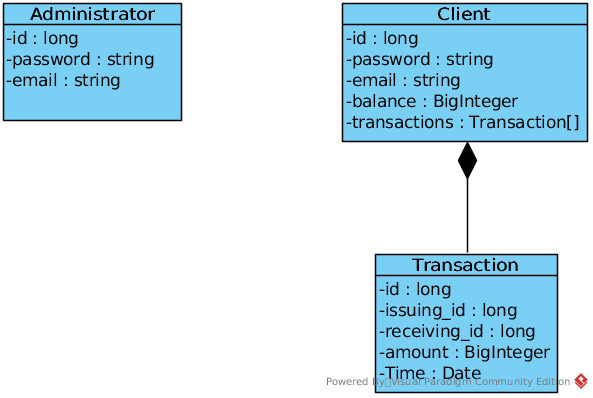 Administrator
-id : long
-password : string
-email : string
Client
-id : long
-password : string
-email : string
-balance : BigInteger
-transactions : Transaction[]
Transaction
-id : long
-issuing_id : long
-receiving_id : long
-amount : BigInteger
-Time : Date
Powered By Visual Paradigm Community Edition